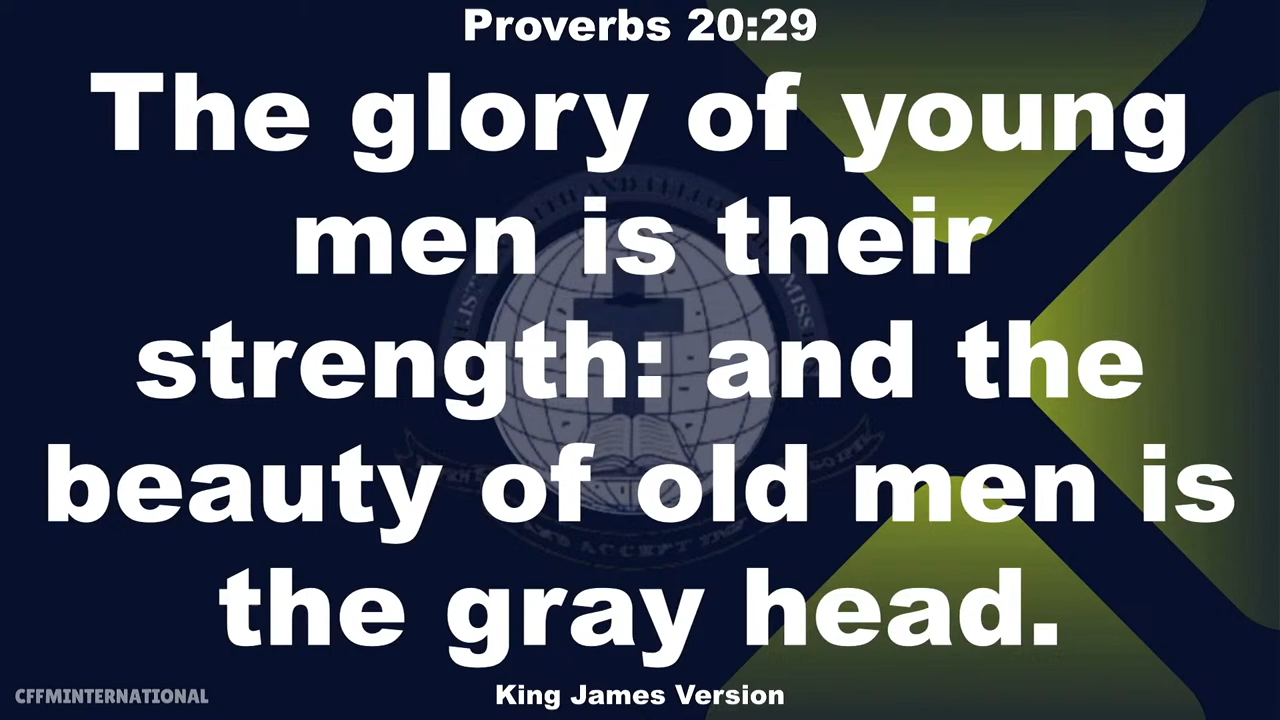 Proverbs 20:29
The glory of young
men is their
strength: and the
beauty of old men is
the gray head.
King James Version
CFFMINTERNATIONAL